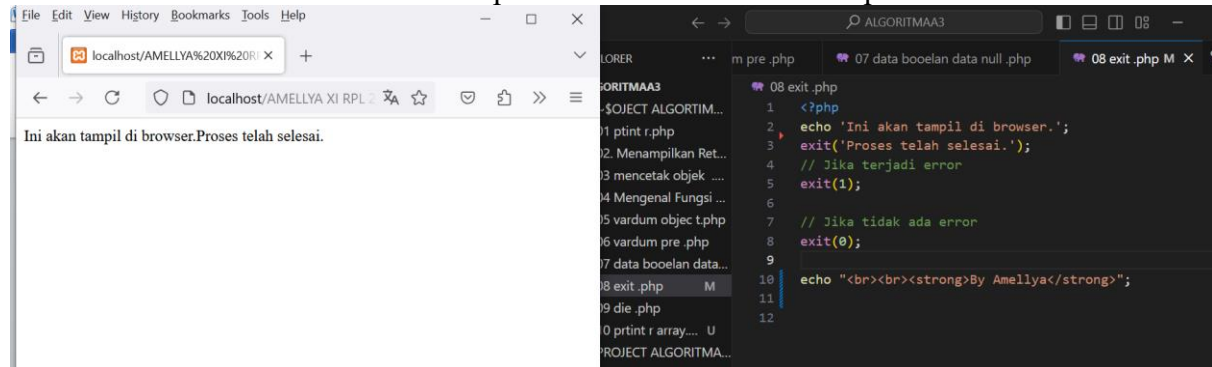 File Edit View History Bookmarks Tools Help
localhost/AMELLYA%20XI%20R
localhost/AMELLYA XI RPL 2
Ini akan tampil di browser.Proses telah selesai.
ALGORITMAA3
LORER
m pre .php
07 data booelan data null .php
08 exit .php M
GORITMAA3
~$OJECT ALGORTIM...
01 ptint r.php
02. Menampilkan Ret...
03 mencetak objek ....
04 Mengenal Fungsi ...
05 vardum objec t.php
06 vardum pre .php
07 data booelan data...
08 exit .php M
09 die .php
10 prtint r array.... U
PROJECT ALGORITMA...
08 exit .php
1 <?php
2 echo 'Ini akan tampil di browser.';
3 exit('Proses telah selesai.');
4 // Jika terjadi error
5 exit(1);
6
7 // Jika tidak ada error
8 exit(0);
9
10 echo "<br><br><strong>By Amellya</strong>";
11
12